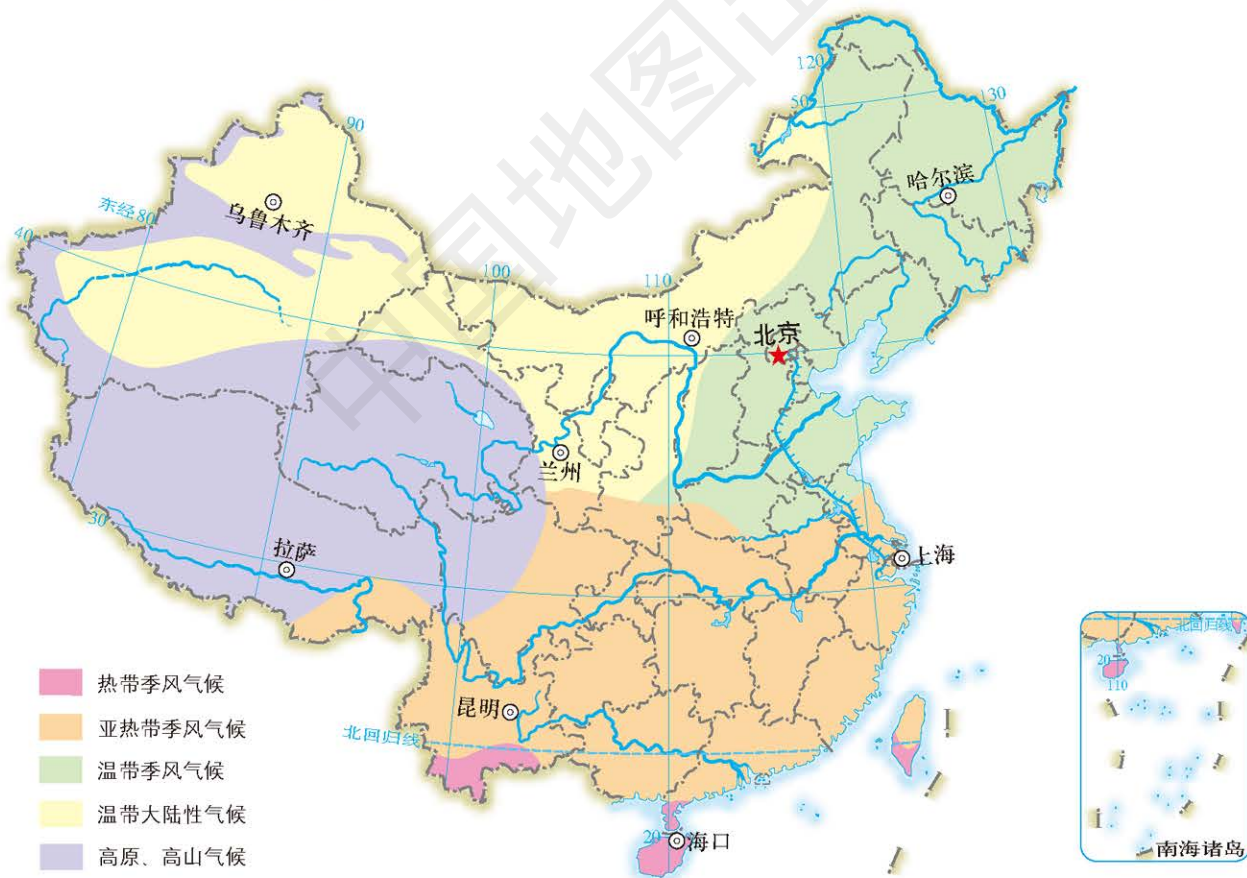 120
50
130
90
哈尔滨
东经80
乌鲁木齐
40
100
110
呼和浩特
北京
兰州
30
拉萨
上海
北回归线
20
110
南海诸岛
昆明
北回归线
20
海口
热带季风气候
亚热带季风气候
温带季风气候
温带大陆性气候
高原、高山气候
中国地图